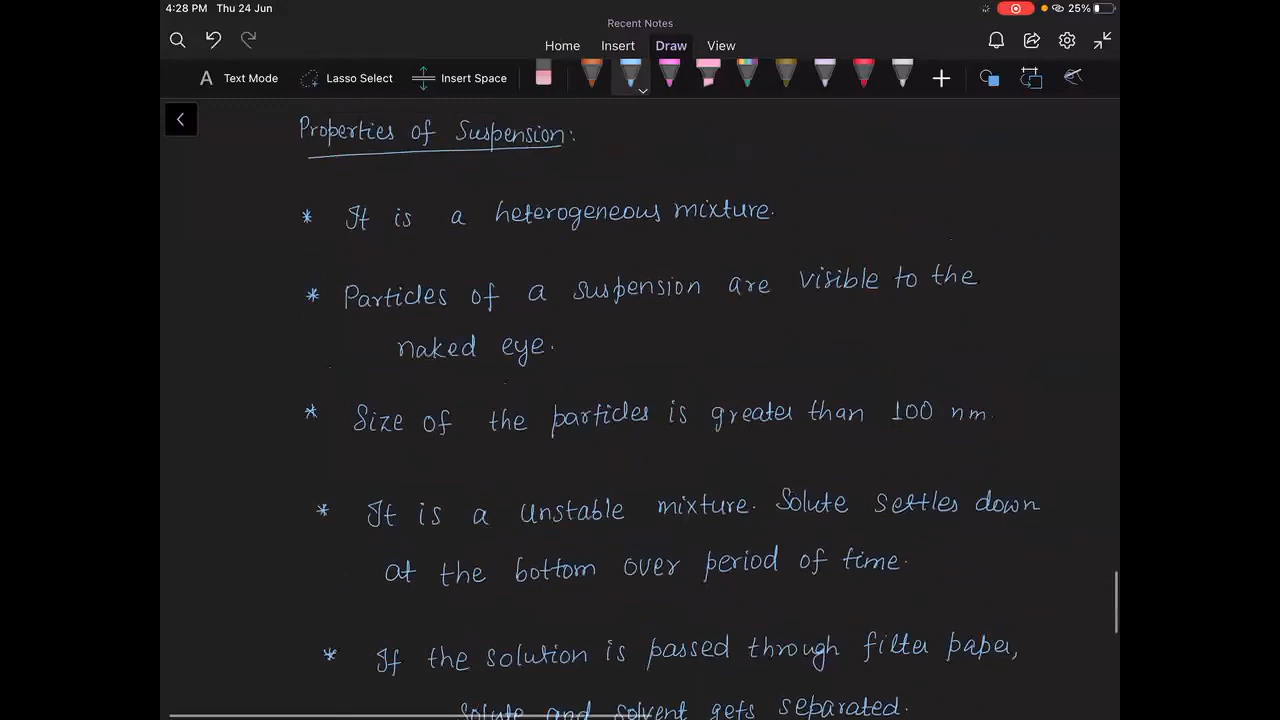 4:28 PM Thu 24 Jun
25%
Recent Notes
Home Insert Draw View
A Text Mode Lasso Select Insert Space
Properties of Suspension:
* It is a heterogeneous mixture.
* Particles of a suspension are visible to the
naked eye.
* Size of the particles is greater than 100 nm.
* It is a unstable mixture. Solute settles down
at the bottom over period of time.
* If the solution is passed through filter paper,
solute and solvent gets separated.